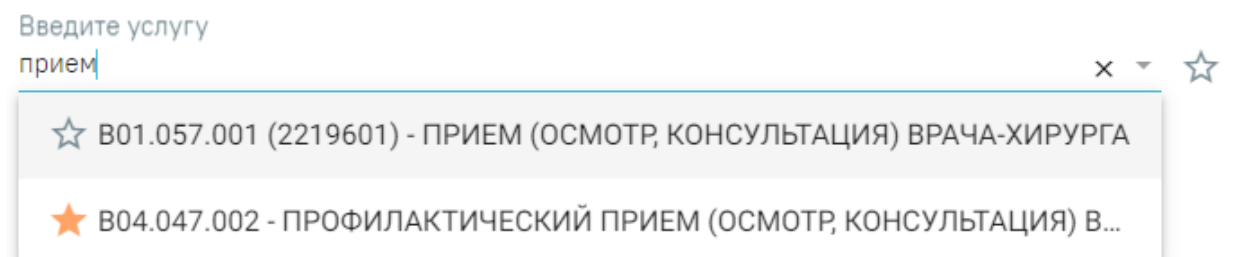 Введите услугу
прием
B01.057.001 (2219601) - ПРИЕМ (ОСМОТР, КОНСУЛЬТАЦИЯ) ВРАЧА-ХИРУРГА
B04.047.002 - ПРОФИЛАКТИЧЕСКИЙ ПРИЕМ (ОСМОТР, КОНСУЛЬТАЦИЯ) В...